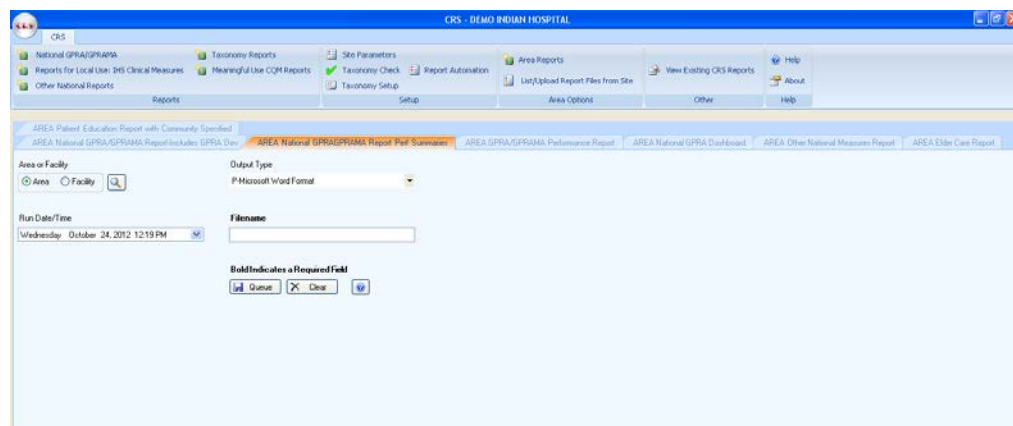 CRS - DEMO INDIAN HOSPITAL
CRS
National GPRA/GPRAMA
Reports for Local Use: IHS Clinical Measures
Other National Reports
Taxonomy Reports
Meaningful Use CQM Reports
Reports
Site Parameters
Taxonomy Check
Report Automation
Taxonomy Setup
Setup
Area Reports
List/Upload Report Files from Site
Area Options
View Existing CRS Reports
Other
Help
About
Help
AREA Patient Education Report with Community Specified
AREA National GPRA/GPRAMA Report-Includes GPRA Dev
AREA National GPRAGPRAMA Report Perf Summaries
AREA GPRA/GPRAMA Performance Report
AREA National GPRA Dashboard
AREA Other National Measures Report
AREA Elder Care Report
Area or Facility
Area Facility
Output Type
P-Microsoft Word Format
Run Date/Time
Wednesday October 24, 2012 12:19 PM
Filename
Bold Indicates a Required Field
Queue
Clear